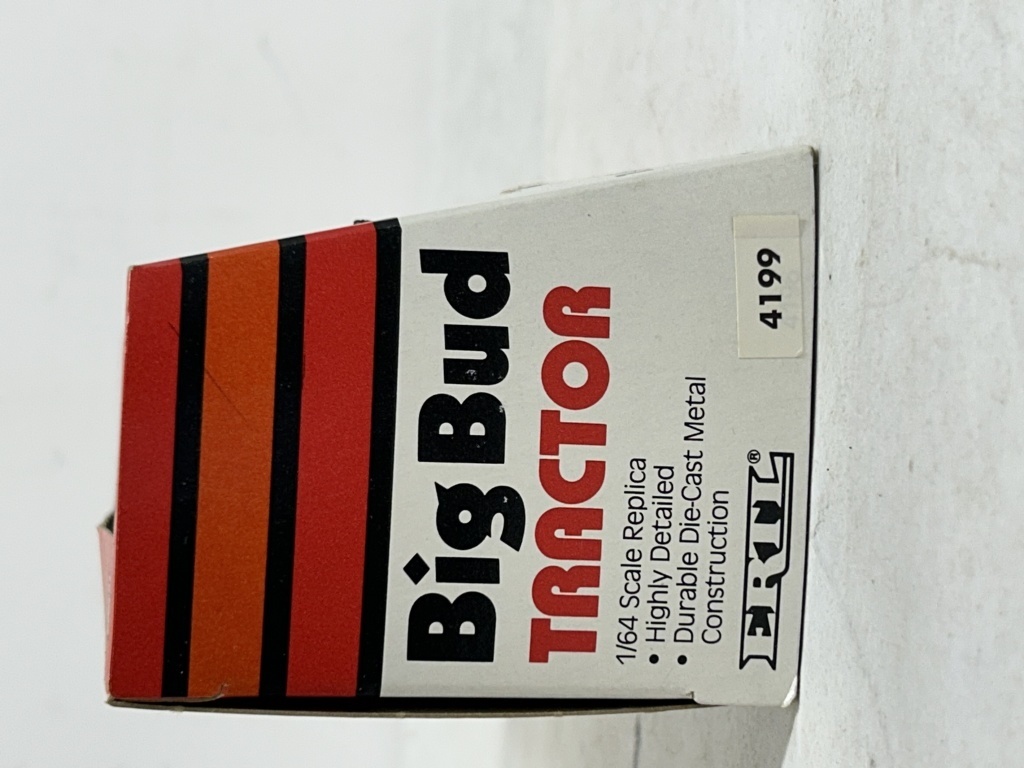 Big Bud
TRACTOR
1/64 Scale Replica
• Highly Detailed
• Durable Die-Cast Metal
Construction
ERTL®
4199